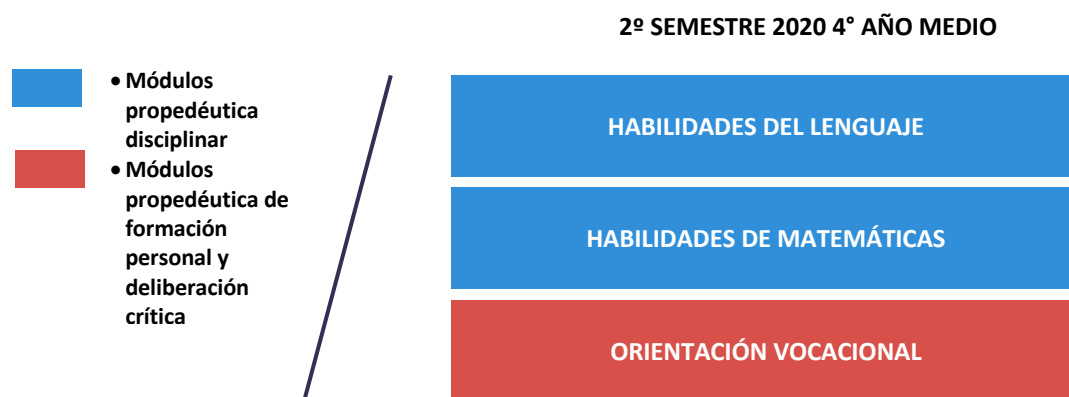 2º SEMESTRE 2020 4° AÑO MEDIO
• Módulos
propedéutica
disciplinar
• Módulos
propedéutica de
formación
personal y
deliberación
crítica
HABILIDADES DEL LENGUAJE
HABILIDADES DE MATEMÁTICAS
ORIENTACIÓN VOCACIONAL